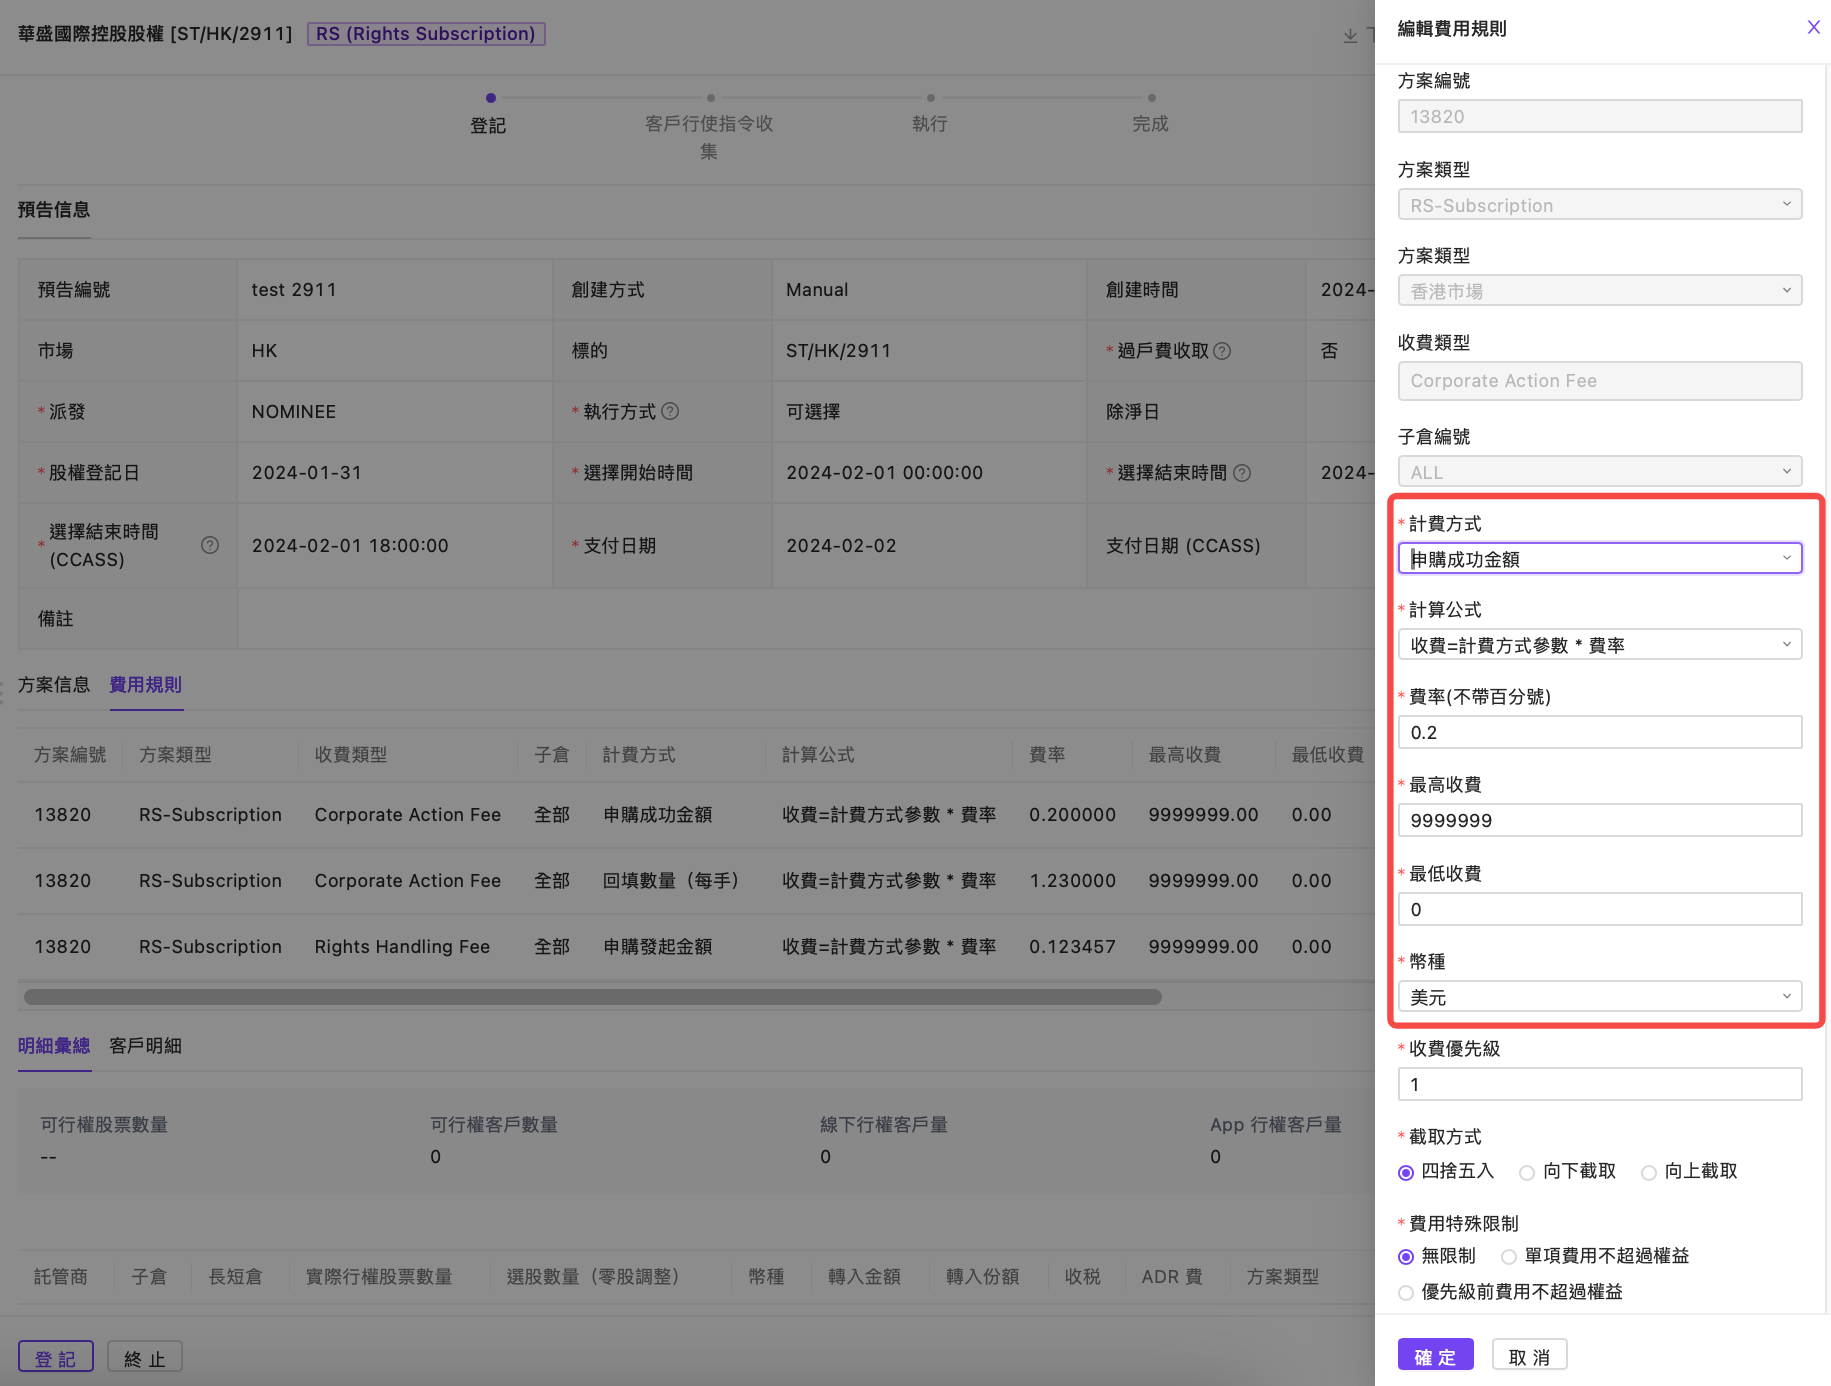 華盛國際控股股權 [ST/HK/2911] RS (Rights Subscription)
登記
客戶行使指令收
集
執行
完成
預告信息
預告編號 test 2911 創建方式 Manual 創建時間 2024-
市場 HK 標的 ST/HK/2911 *過戶費收取 否
*派發 NOMINEE *執行方式 可選擇 除淨日
*股權登記日 2024-01-31 *選擇開始時間 2024-02-01 00:00:00 *選擇結束時間 2024-
*選擇結束時間
(CCASS) 2024-02-01 18:00:00 *支付日期 2024-02-02 支付日期 (CCASS)
備註
方案信息 費用規則
方案編號 方案類型 收費類型 子倉 計費方式 計算公式 費率 最高收費 最低收費
13820 RS-Subscription Corporate Action Fee 全部 申購成功金額 收費=計費方式參數 * 費率 0.200000 9999999.00 0.00
13820 RS-Subscription Corporate Action Fee 全部 回填數量（每手） 收費=計費方式參數 * 費率 1.230000 9999999.00 0.00
13820 RS-Subscription Rights Handling Fee 全部 申購發起金額 收費=計費方式參數 * 費率 0.123457 9999999.00 0.00
明細彙總 客戶明細
可行權股票數量 可行權客戶數量 線下行權客戶量 App 行權客戶量
-- 0 0 0
託管商 子倉 長短倉 實際行權股票數量 選股數量（零股調整） 幣種 轉入金額 轉入份額 收税 ADR 費 方案類型
登 記 終 止
編輯費用規則
方案編號
13820
方案類型
RS-Subscription
方案類型
香港市場
收費類型
Corporate Action Fee
子倉編號
ALL
*計費方式
申購成功金額
*計算公式
收費=計費方式參數 * 費率
*費率(不帶百分號)
0.2
*最高收費
9999999
*最低收費
0
*幣種
美元
*收費優先級
1
*截取方式
四捨五入 向下截取 向上截取
*費用特殊限制
無限制 單項費用不超過權益
優先級前費用不超過權益
確 定 取 消